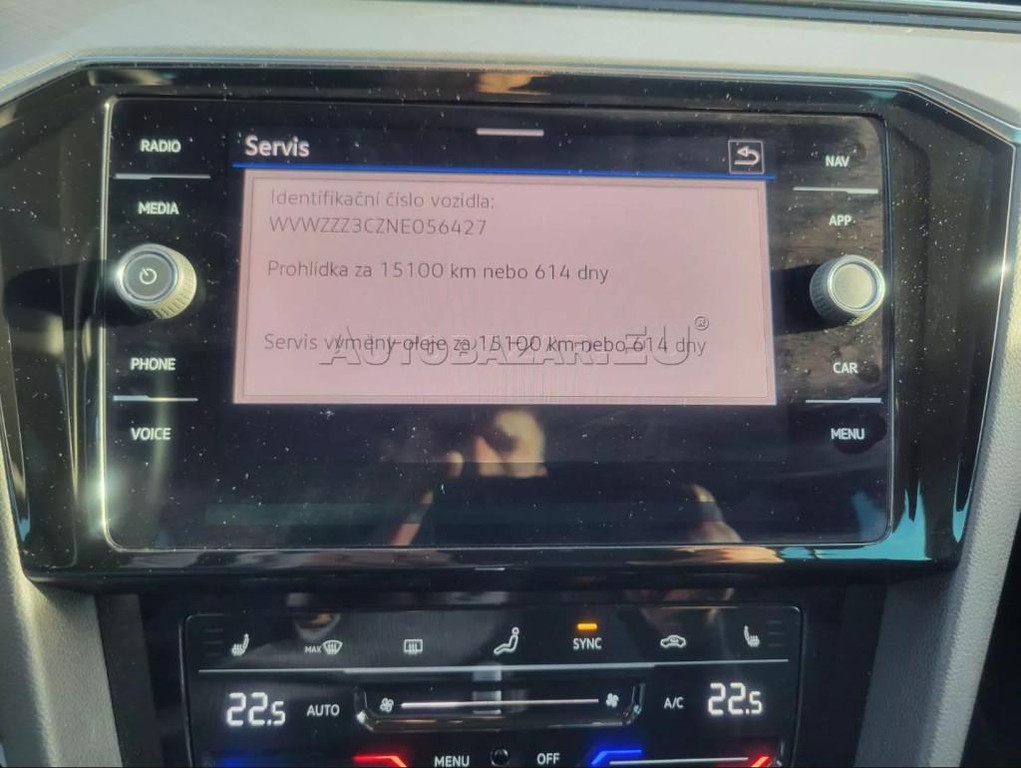 RADIO
MEDIA
PHONE
VOICE
Servis
Identifikační číslo vozidla:
WVWZZZ3CZNE056427
Prohlídka za 15100 km nebo 614 dny
Servis výměny oleje za 15100 km nebo 614 dny
AUTOBAZAR.EU®
NAV
APP
CAR
MENU
MAX
SYNC
22.5
AUTO
A/C
22.5
MENU
OFF